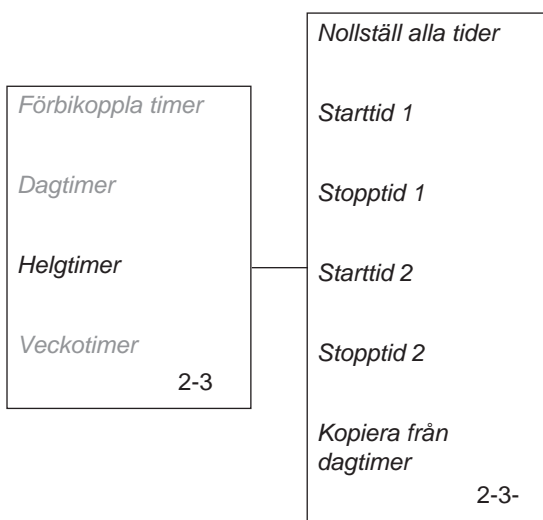 Förbikoppla timer
Dagtimer
Helgtimer
Veckotimer
2-3
Nollställ alla tider
Starttid 1
Stopptid 1
Starttid 2
Stopptid 2
Kopiera från
dagtimer
2-3-